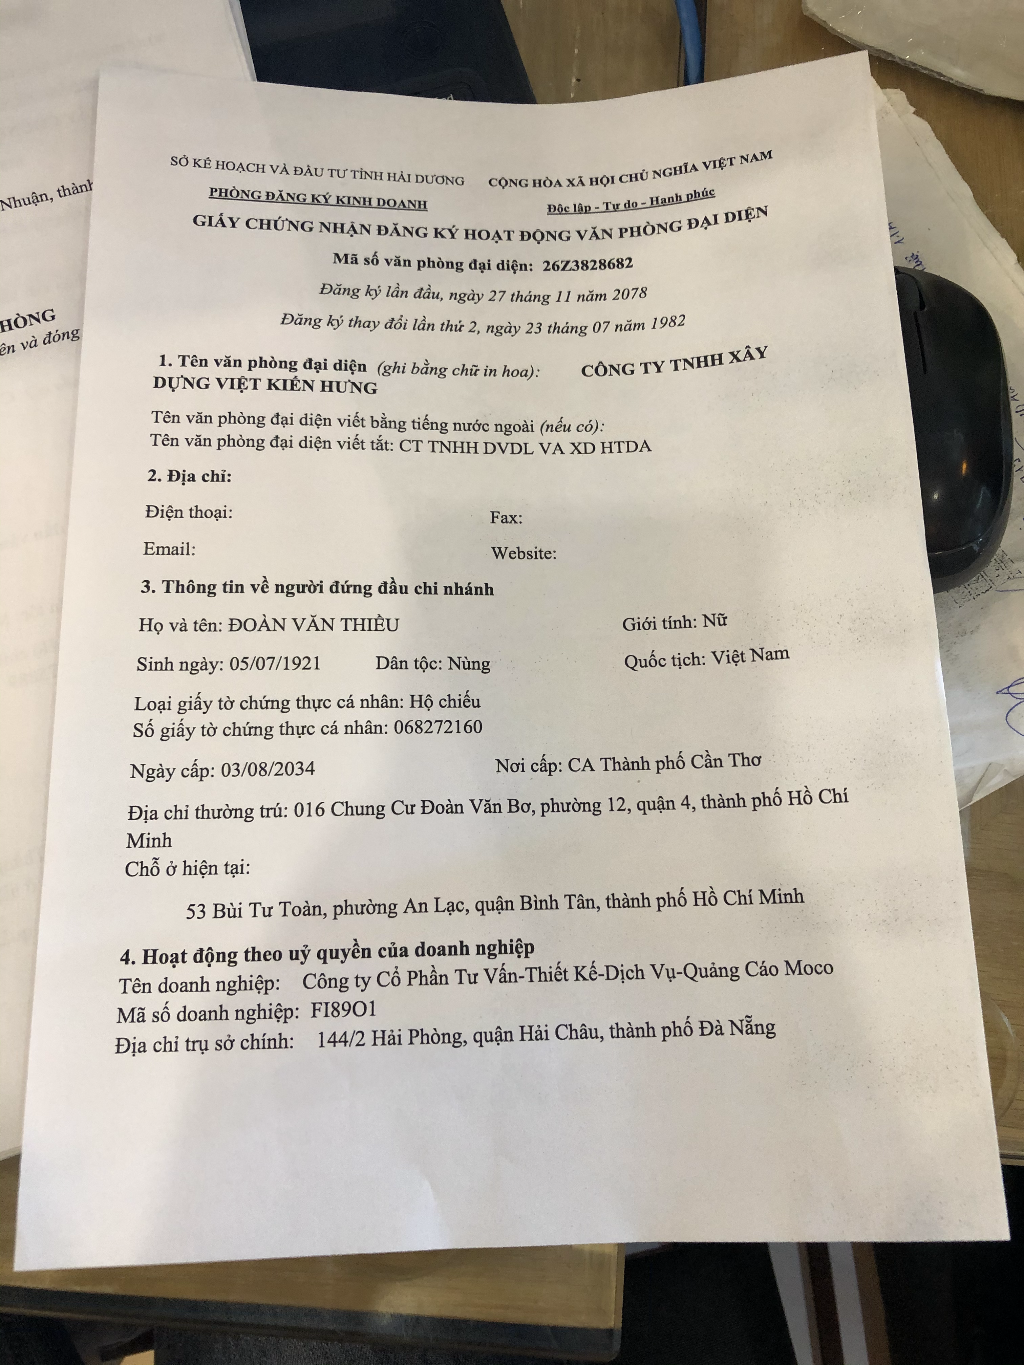 SỞ KẾ HOẠCH VÀ ĐẦU TƯ TỈNH HẢI DƯƠNG
PHÒNG ĐĂNG KÝ KINH DOANH
CỘNG HÒA XÃ HỘI CHỦ NGHĨA VIỆT NAM
Độc lập - Tự do - Hạnh phúc
GIẤY CHỨNG NHẬN ĐĂNG KÝ HOẠT ĐỘNG VĂN PHÒNG ĐẠI DIỆN
Mã số văn phòng đại diện: 26Z3828682
Đăng ký lần đầu, ngày 27 tháng 11 năm 2078
Đăng ký thay đổi lần thứ 2, ngày 23 tháng 07 năm 1982
1. Tên văn phòng đại diện (ghi bằng chữ in hoa): CÔNG TY TNHH XÂY
DỰNG VIỆT KIẾN HƯNG
Tên văn phòng đại diện viết bằng tiếng nước ngoài (nếu có):
Tên văn phòng đại diện viết tắt: CT TNHH DVDL VA XD HTDA
2. Địa chỉ:
Điện thoại: Fax:
Email: Website:
3. Thông tin về người đứng đầu chi nhánh
Họ và tên: ĐOÀN VĂN THIỀU Giới tính: Nữ
Sinh ngày: 05/07/1921 Dân tộc: Nùng Quốc tịch: Việt Nam
Loại giấy tờ chứng thực cá nhân: Hộ chiếu
Số giấy tờ chứng thực cá nhân: 068272160
Ngày cấp: 03/08/2034 Nơi cấp: CA Thành phố Cần Thơ
Địa chỉ thường trú: 016 Chung Cư Đoàn Văn Bơ, phường 12, quận 4, thành phố Hồ Chí
Minh
Chỗ ở hiện tại:
53 Bùi Tư Toàn, phường An Lạc, quận Bình Tân, thành phố Hồ Chí Minh
4. Hoạt động theo uỷ quyền của doanh nghiệp
Tên doanh nghiệp: Công ty Cổ Phần Tư Vấn-Thiết Kế-Dịch Vụ-Quảng Cáo Moco
Mã số doanh nghiệp: FI89O1
Địa chỉ trụ sở chính: 144/2 Hải Phòng, quận Hải Châu, thành phố Đà Nẵng
Nhuận, thành
HÒNG
ên và đóng